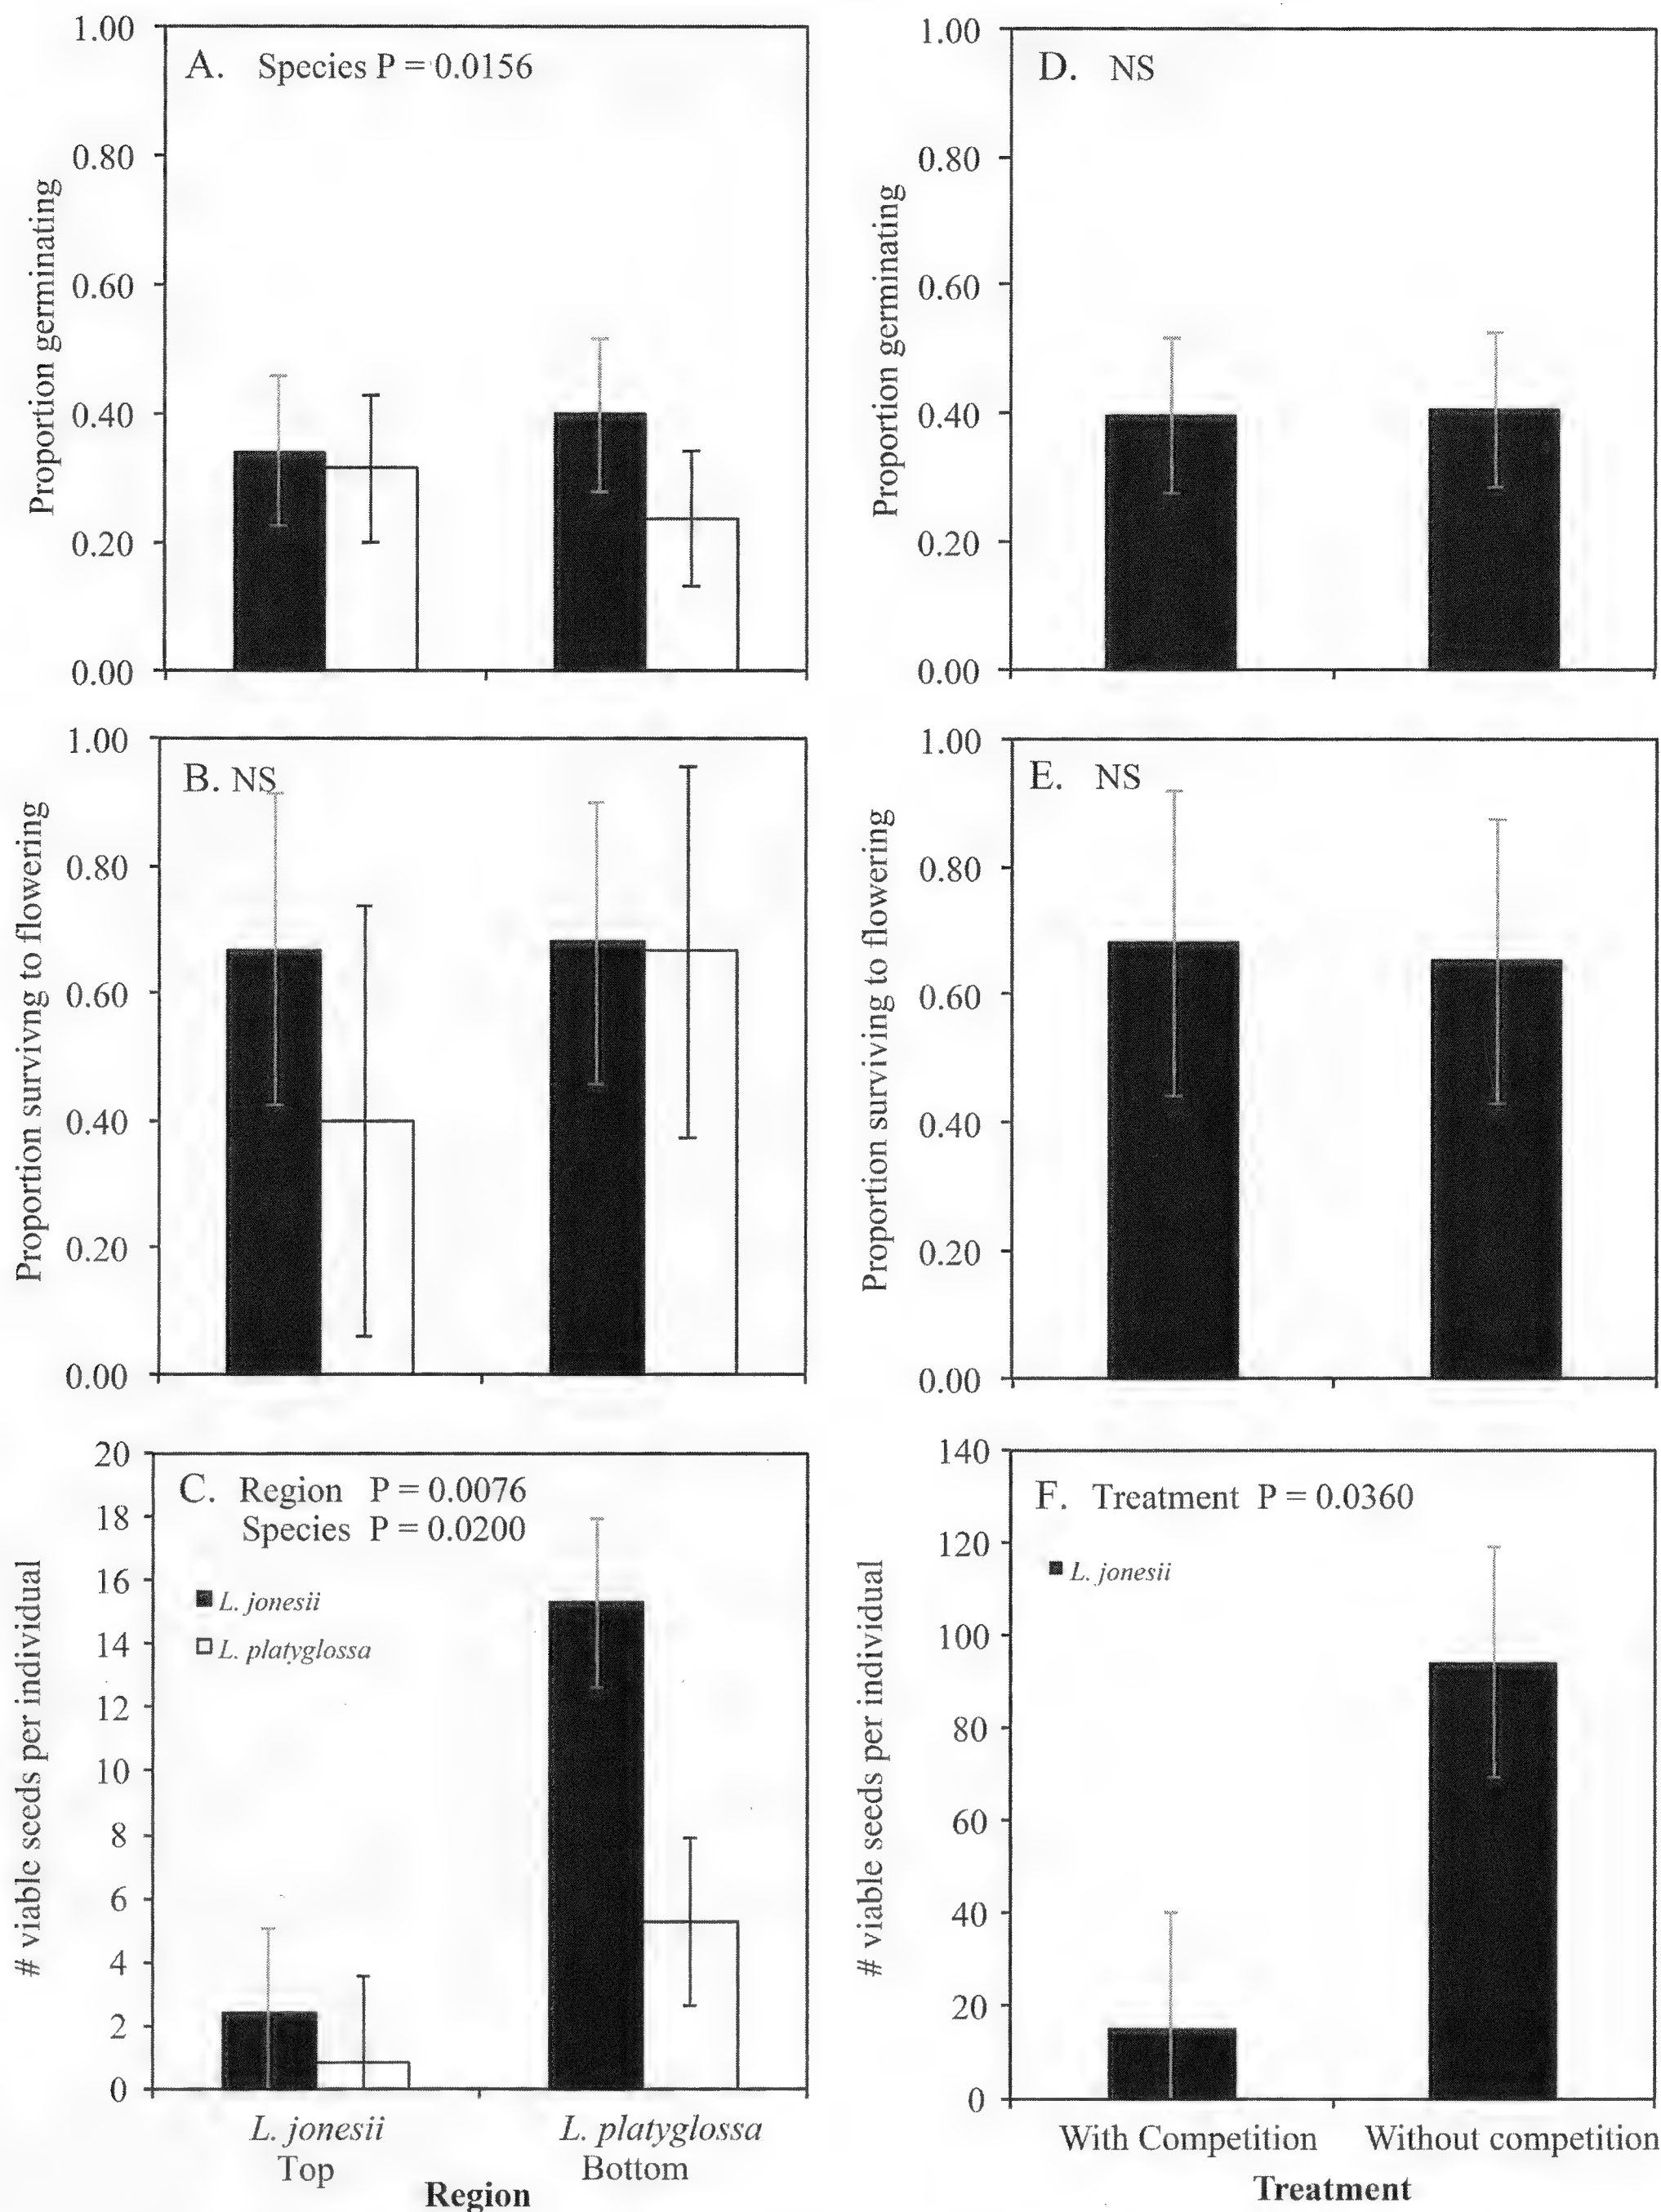 A. Species P = 0.0156
Proportion germinating
1.00
0.80
0.60
0.40
0.20
0.00
D. NS
Proportion germinating
1.00
0.80
0.60
0.40
0.20
0.00
B. NS
Proportion survivng to flowering
1.00
0.80
0.60
0.40
0.20
0.00
E. NS
Proportion surviving to flowering
1.00
0.80
0.60
0.40
0.20
0.00
C. Region P = 0.0076
Species P = 0.0200
L. jonesii
L. platyglossa
# viable seeds per individual
20
18
16
14
12
10
8
6
4
2
0
L. jonesii
Top
L. platyglossa
Bottom
Region
F. Treatment P = 0.0360
L. jonesii
# viable seeds per individual
140
120
100
80
60
40
20
0
With Competition
Without competition
Treatment